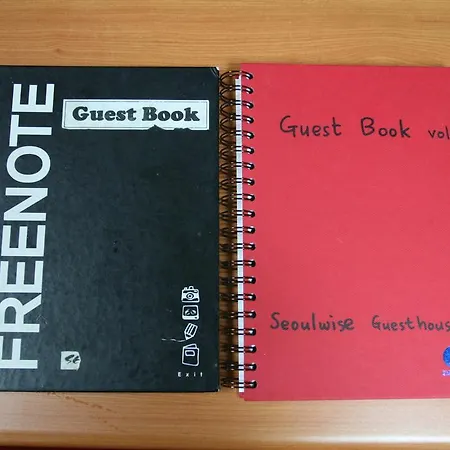 FREENOTE
Guest Book
Exit
Guest Book vol
Seoulwise Guesthous